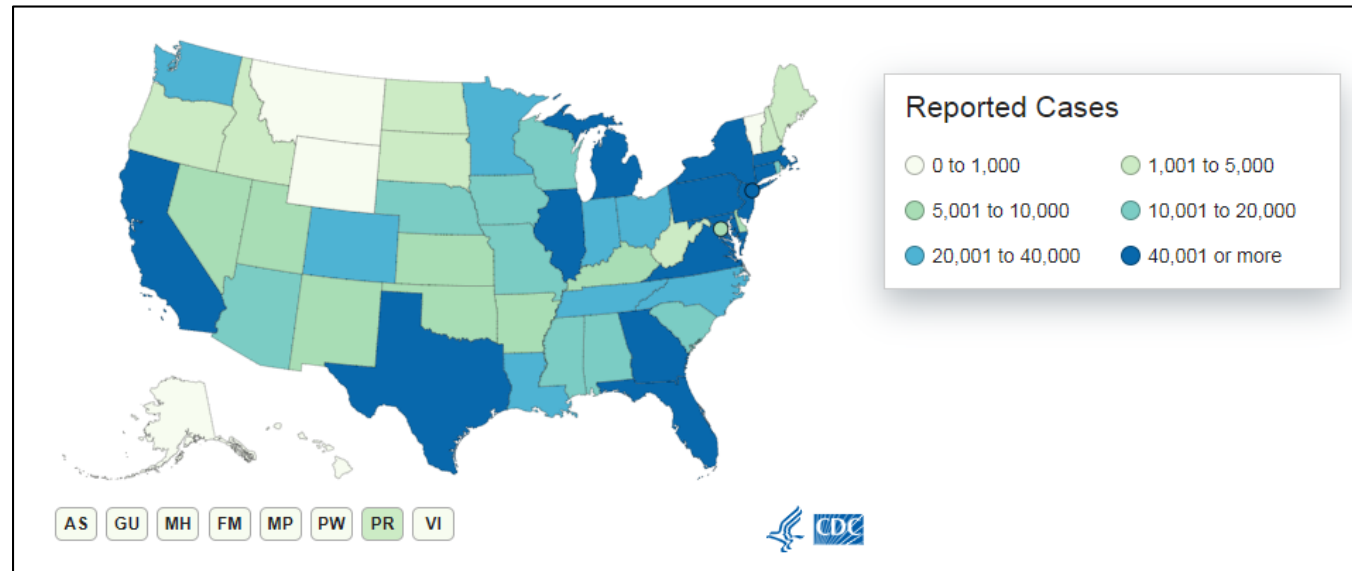 Reported Cases
0 to 1,000 1,001 to 5,000
5,001 to 10,000 10,001 to 20,000
20,001 to 40,000 40,001 or more
AS GU MH FM MP PW PR VI
CDC